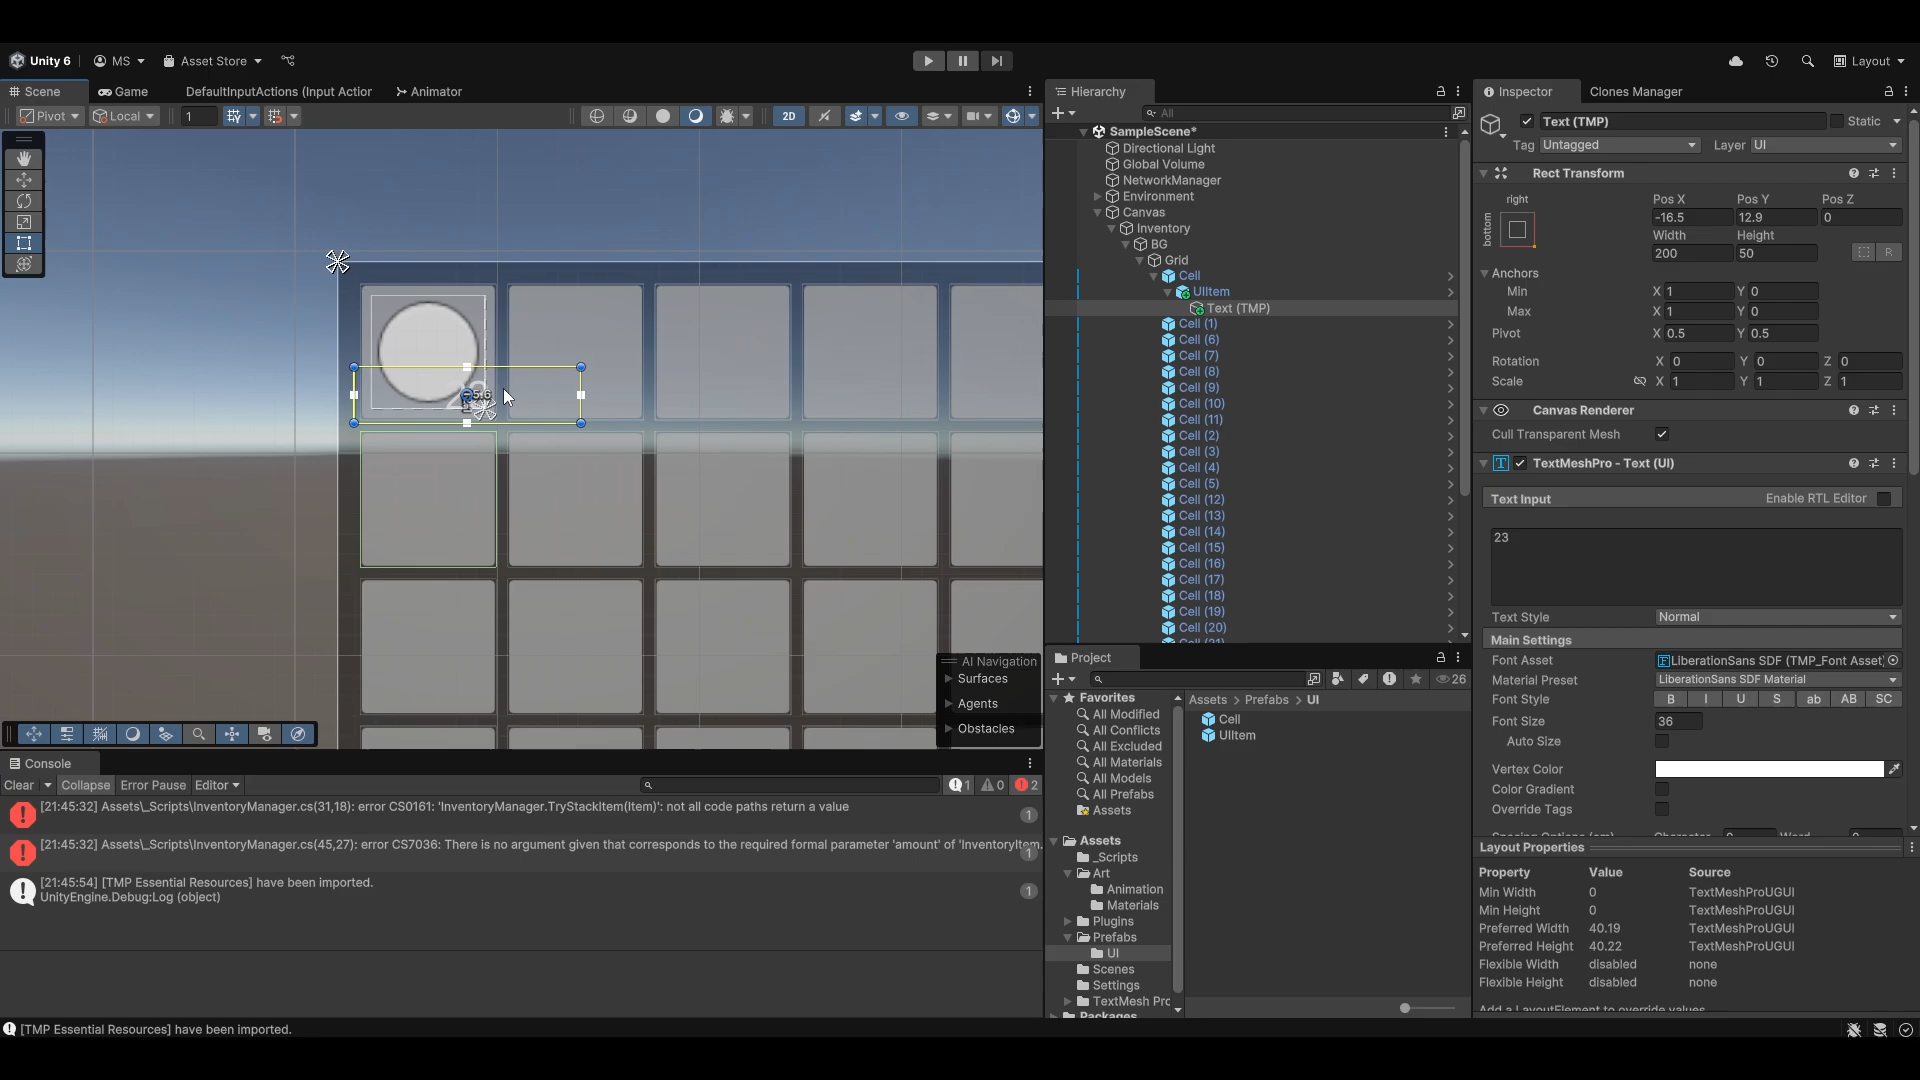 Unity 6
MS
Asset Store
Layout
Scene
Game
DefaultInputActions (Input Actior
Animator
Hierarchy
Inspector
Clones Manager
Pivot
Local
1
2D
All
Text (TMP)
Static
Tag
Untagged
Layer
UI
SampleScene*
Directional Light
Global Volume
NetworkManager
Environment
Canvas
Inventory
BG
Grid
Cell
UIItem
Text (TMP)
Cell (1)
Cell (6)
Cell (7)
Cell (8)
Cell (9)
Cell (10)
Cell (11)
Cell (2)
Cell (3)
Cell (4)
Cell (5)
Cell (12)
Cell (13)
Cell (14)
Cell (15)
Cell (16)
Cell (17)
Cell (18)
Cell (19)
Cell (20)
Cell (21)
Rect Transform
right
bottom
Pos X
Pos Y
Pos Z
-16.5
12.9
0
Width
Height
200
50
R
Anchors
Min
X 1
Y 0
Max
X 1
Y 0
Pivot
X 0.5
Y 0.5
Rotation
X 0
Y 0
Z 0
Scale
X 1
Y 1
Z 1
Canvas Renderer
Cull Transparent Mesh
TextMeshPro - Text (UI)
Text Input
Enable RTL Editor
23
Text Style
Normal
Main Settings
Font Asset
LiberationSans SDF (TMP_Font Asset)
Material Preset
LiberationSans SDF Material
Font Style
B
I
U
S
ab
AB
SC
Font Size
36
Auto Size
Vertex Color
Color Gradient
Override Tags
Spacing Options (em)
Character
0
Word
0
Layout Properties
Property
Value
Source
Min Width
0
TextMeshProUGUI
Min Height
0
TextMeshProUGUI
Preferred Width
40.19
TextMeshProUGUI
Preferred Height
40.22
TextMeshProUGUI
Flexible Width
disabled
none
Flexible Height
disabled
none
Add a LayoutElement to override values
AI Navigation
Surfaces
Agents
Obstacles
Project
26
Favorites
All Modified
All Conflicts
All Excluded
All Materials
All Models
All Prefabs
Assets
Assets
_Scripts
Art
Animation
Materials
Plugins
Prefabs
UI
Scenes
Settings
TextMesh Pro
Packages
Assets > Prefabs > UI
Cell
UIItem
Console
Clear
Collapse
Error Pause
Editor
1
0
2
[21:45:32] Assets\_Scripts\InventoryManager.cs(31,18): error CS0161: 'InventoryManager.TryStackItem(Item)': not all code paths return a value
1
[21:45:32] Assets\_Scripts\InventoryManager.cs(45,27): error CS7036: There is no argument given that corresponds to the required formal parameter 'amount' of 'InventoryItem.
1
[21:45:54] [TMP Essential Resources] have been imported.
UnityEngine.Debug:Log (object)
1
[TMP Essential Resources] have been imported.